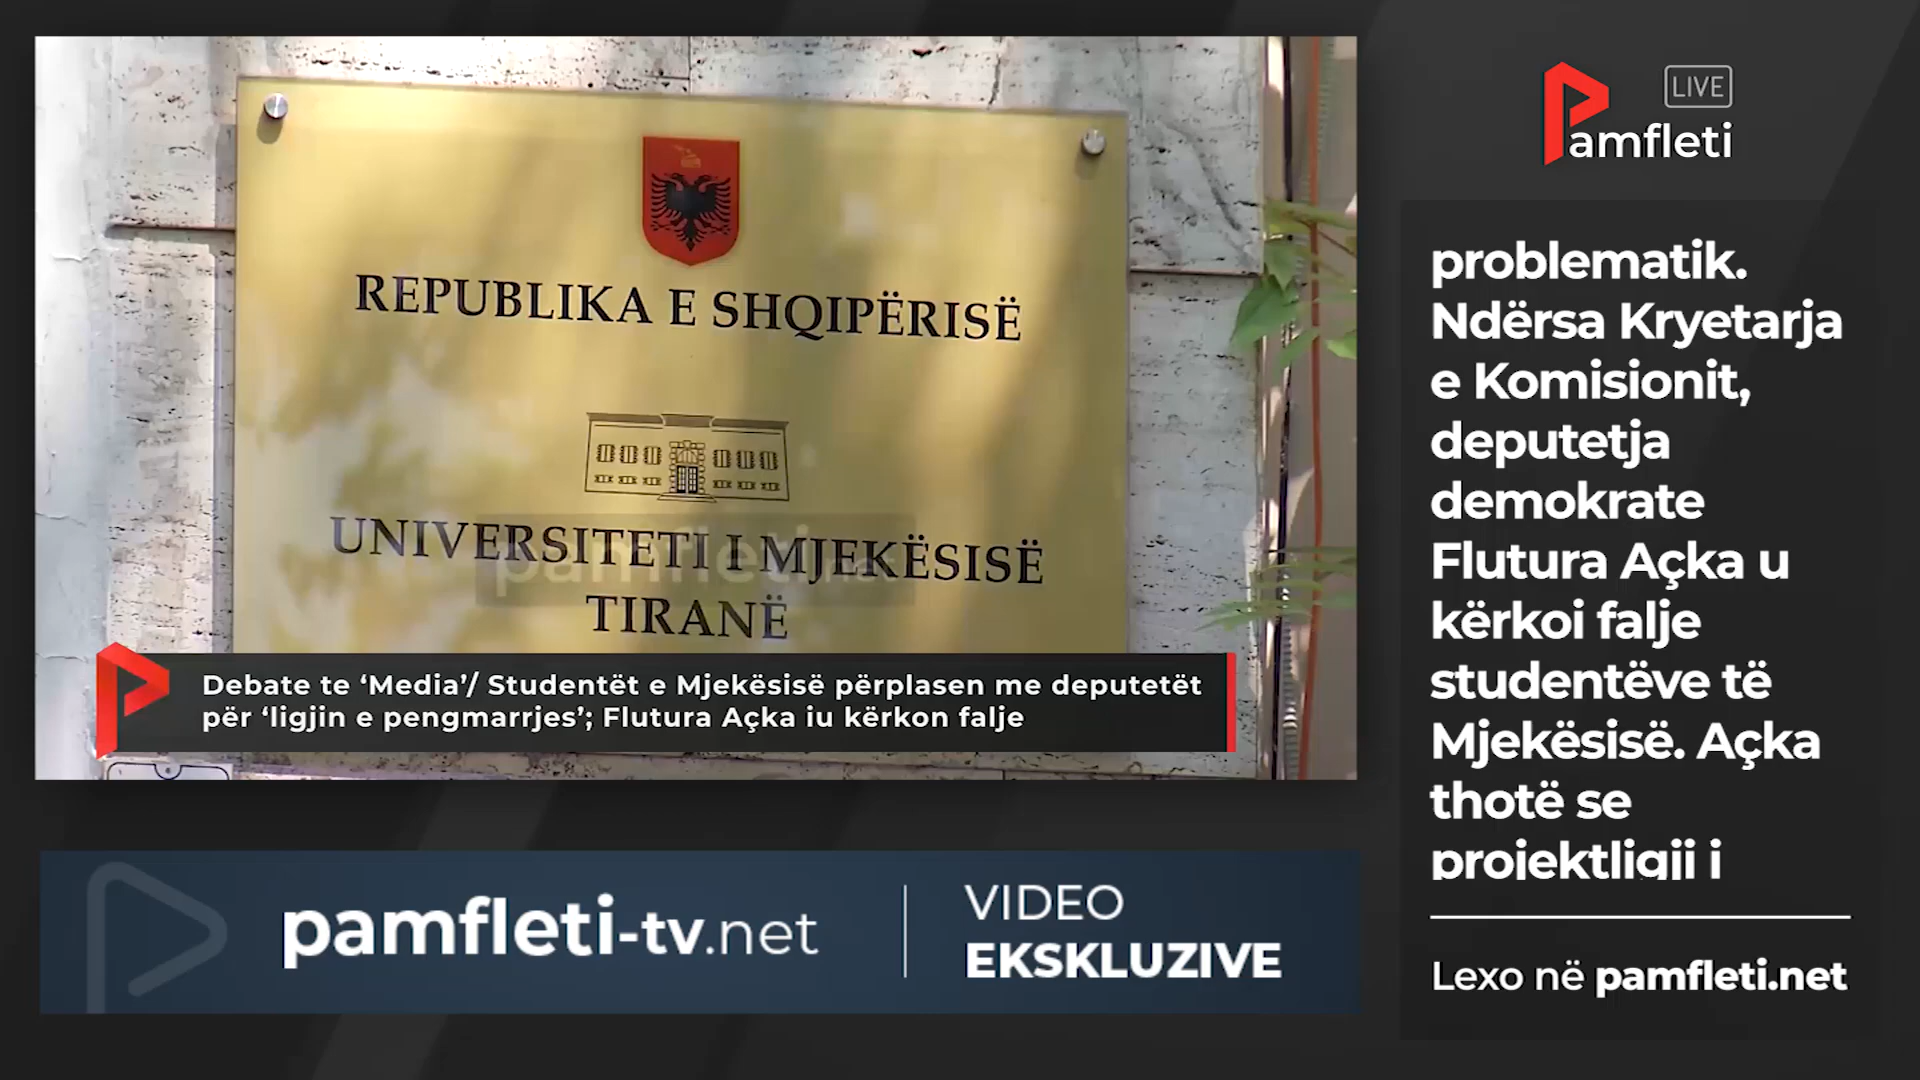 REPUBLIKA E SHQIPËRISË
UNIVERSITETI I MJEKËSISË
TIRANË
Debate te ‘Media’/ Studentët e Mjekësisë përplasen me deputetët
për ‘ligjin e pengmarrjes’; Flutura Açka iu kërkon falje
pamfleti-tv.net
VIDEO
EKSKLUZIVE
LIVE
Pamfleti
problematik.
Ndërsa Kryetarja
e Komisionit,
deputetja
demokrate
Flutura Açka u
kërkoi falje
studentëve të
Mjekësisë. Açka
thotë se
projektligji i
Lexo në pamfleti.net